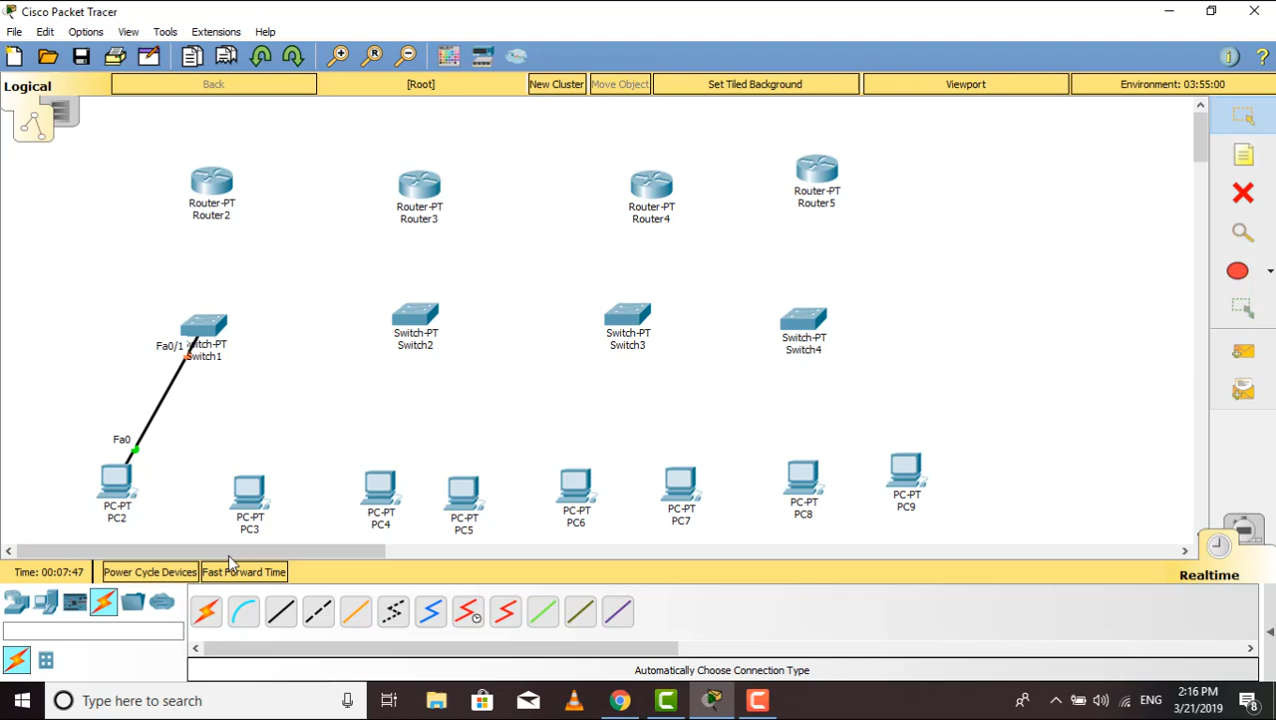 Cisco Packet Tracer
File Edit Options View Tools Extensions Help
Logical Back [Root] New Cluster Move Object Set Tiled Background Viewport Environment: 03:55:00
Router-PT
Router2
Router-PT
Router3
Router-PT
Router4
Router-PT
Router5
Fa0/1
Switch1
Switch-PT
Switch2
Switch-PT
Switch3
Switch-PT
Switch4
Fa0
PC-PT
PC2
PC-PT
PC3
PC-PT
PC4
PC-PT
PC5
PC-PT
PC6
PC-PT
PC7
PC-PT
PC8
PC-PT
PC9
Time: 00:07:47 Power Cycle Devices Fast Forward Time Realtime
Automatically Choose Connection Type
Type here to search
ENG
2:16 PM
3/21/2019
8